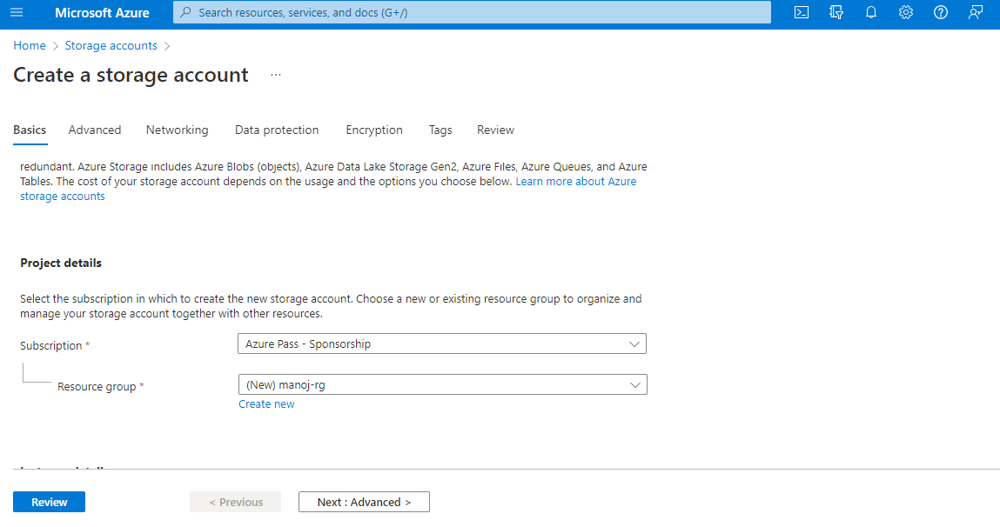 Microsoft Azure
Search resources, services, and docs (G+/)
Home > Storage accounts >
Create a storage account ...
Basics Advanced Networking Data protection Encryption Tags Review
redundant. Azure Storage includes Azure Blobs (objects), Azure Data Lake Storage Gen2, Azure Files, Azure Queues, and Azure
Tables. The cost of your storage account depends on the usage and the options you choose below. Learn more about Azure
storage accounts
Project details
Select the subscription in which to create the new storage account. Choose a new or existing resource group to organize and
manage your storage account together with other resources.
Subscription *
Azure Pass - Sponsorship
Resource group *
(New) manoj-rg
Create new
Review
< Previous
Next : Advanced >